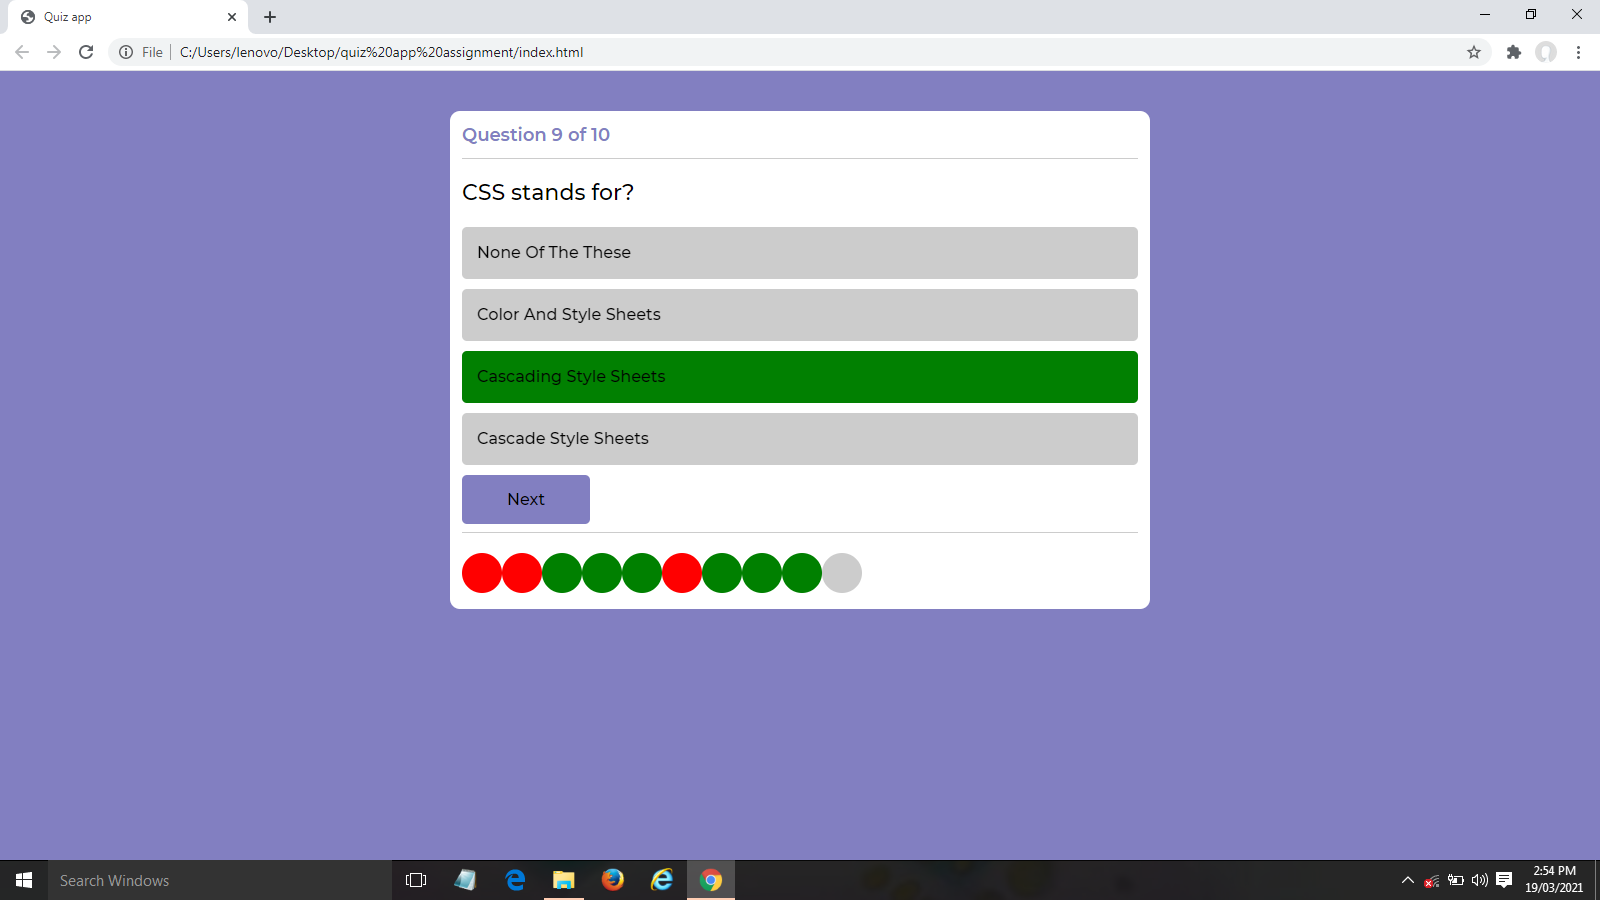 Quiz app
File
C:/Users/lenovo/Desktop/quiz%20app%20assignment/index.html
Question 9 of 10
CSS stands for?
None Of The These
Color And Style Sheets
Cascading Style Sheets
Cascade Style Sheets
Next
Search Windows
2:54 PM
19/03/2021